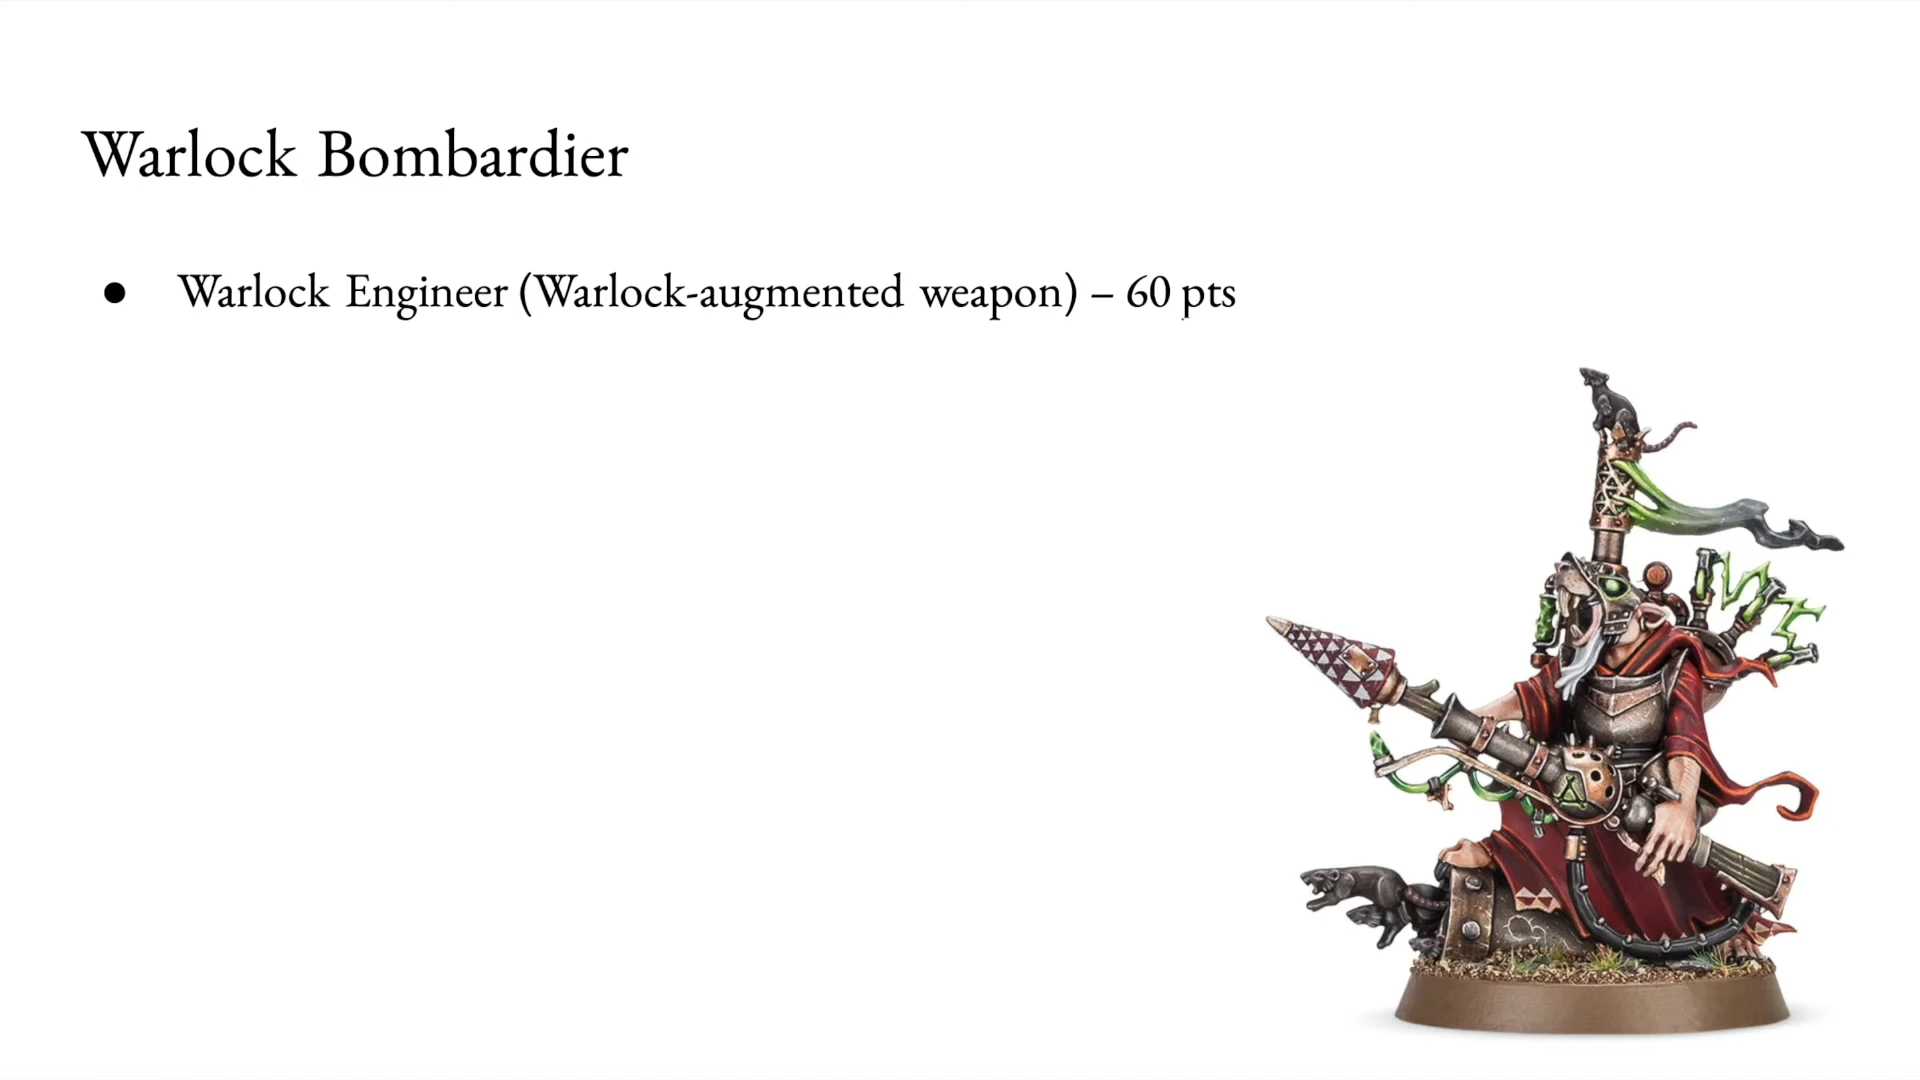 Warlock Bombardier
● Warlock Engineer (Warlock-augmented weapon) – 60 pts